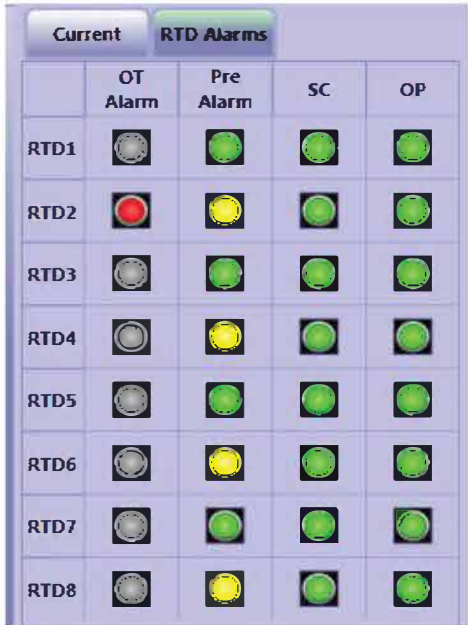 Current RTD Alarms
OT Alarm Pre Alarm SC OP
RTD1
RTD2
RTD3
RTD4
RTD5
RTD6
RTD7
RTD8